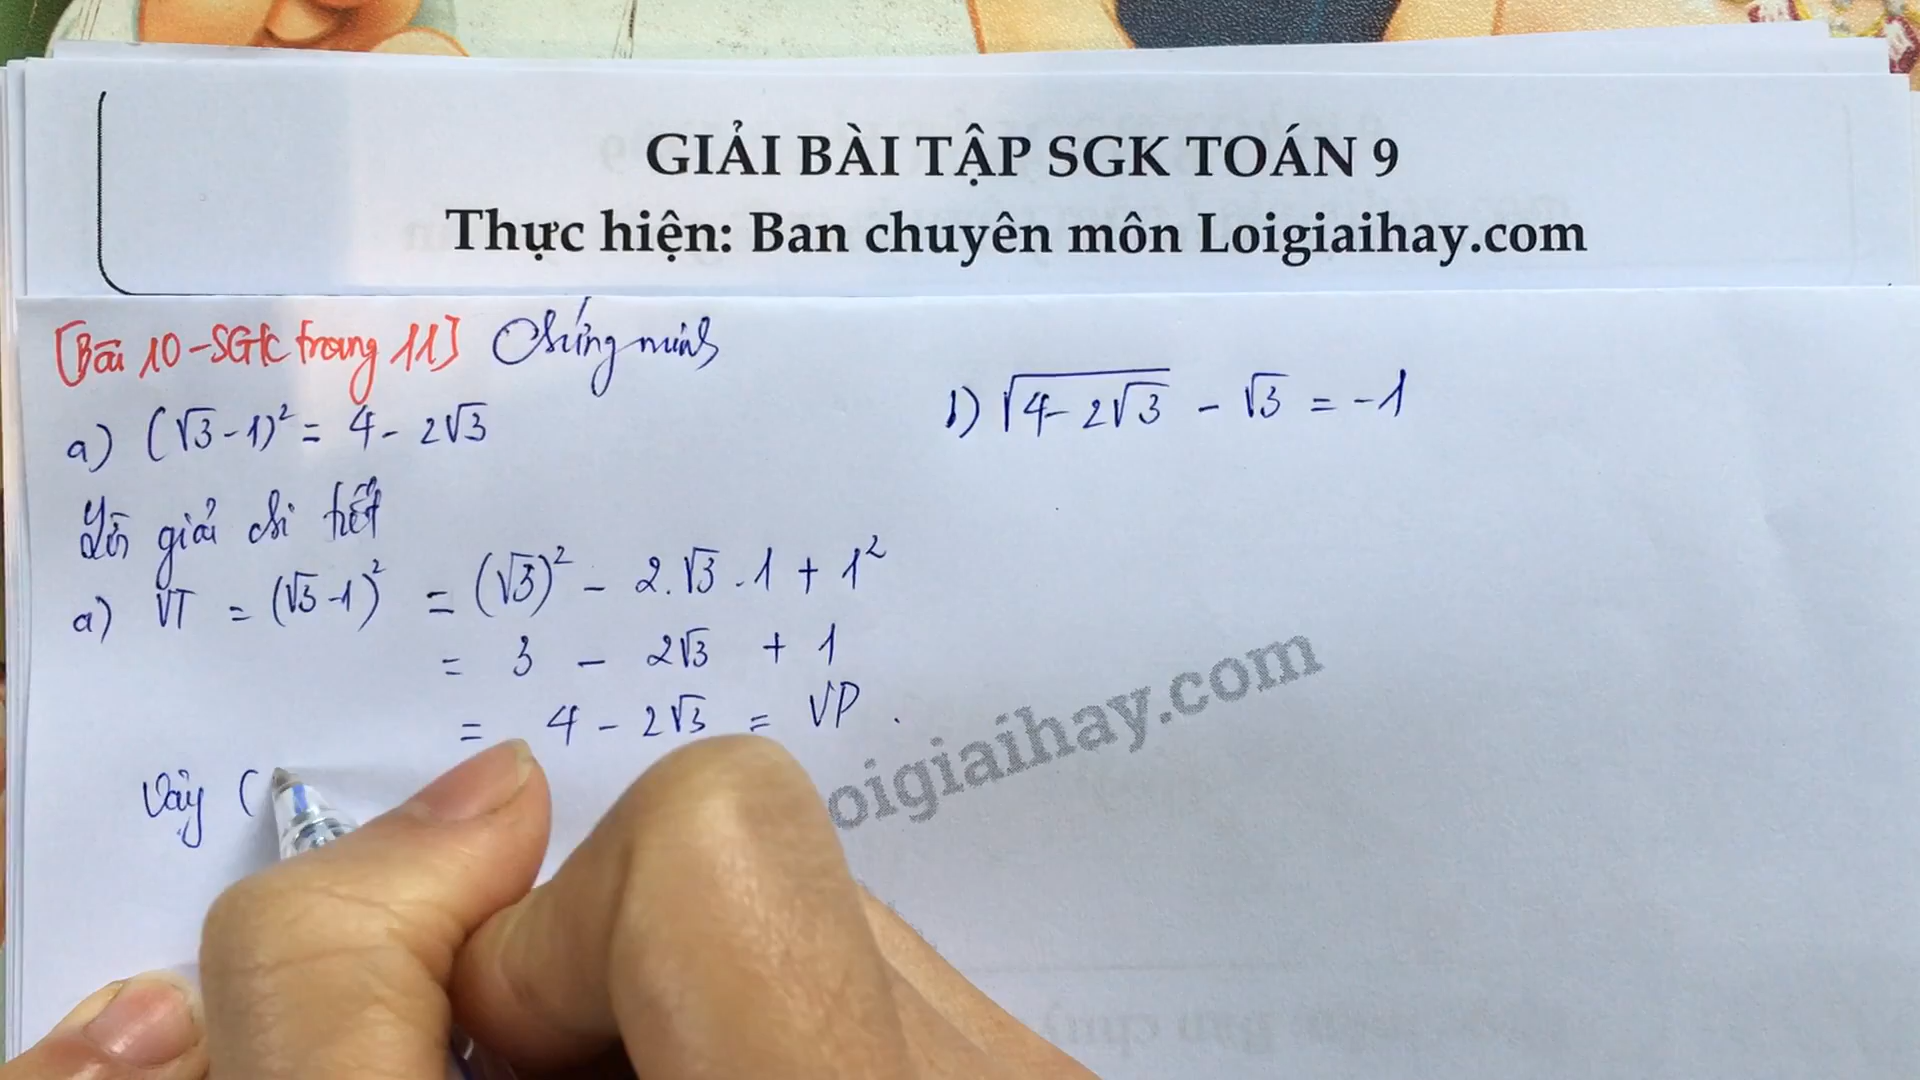 GIẢI BÀI TẬP SGK TOÁN 9
Thực hiện: Ban chuyên môn Loigiaihay.com
[Bài 10 - SGK trang 11] Chứng minh
a) (√3 - 1)² = 4 - 2√3
b) √(4 - 2√3) - √3 = -1
Lời giải chi tiết
a) VT = (√3 - 1)² = (√3)² - 2.√3.1 + 1²
= 3 - 2√3 + 1
= 4 - 2√3 = VP.
Vậy (
oigiaihay.com